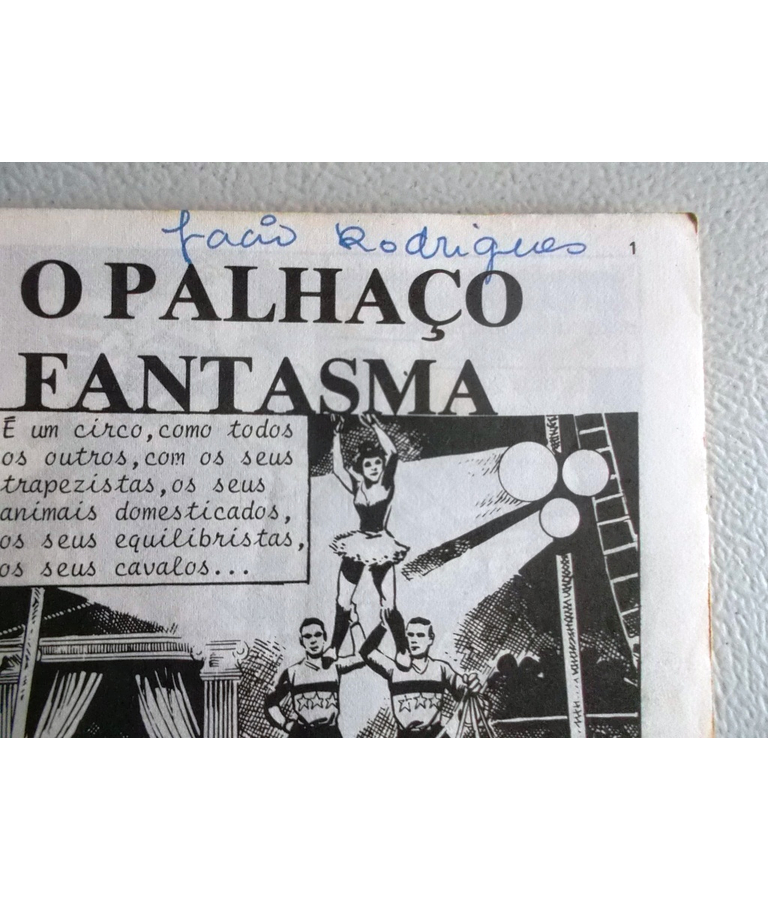 Rodrigues
1
O PALHAÇO
FANTASMA
É um circo, como todos
os outros, com os seus
trapezistas, os seus
animais domesticados,
os seus equilibristas,
os seus cavalos...